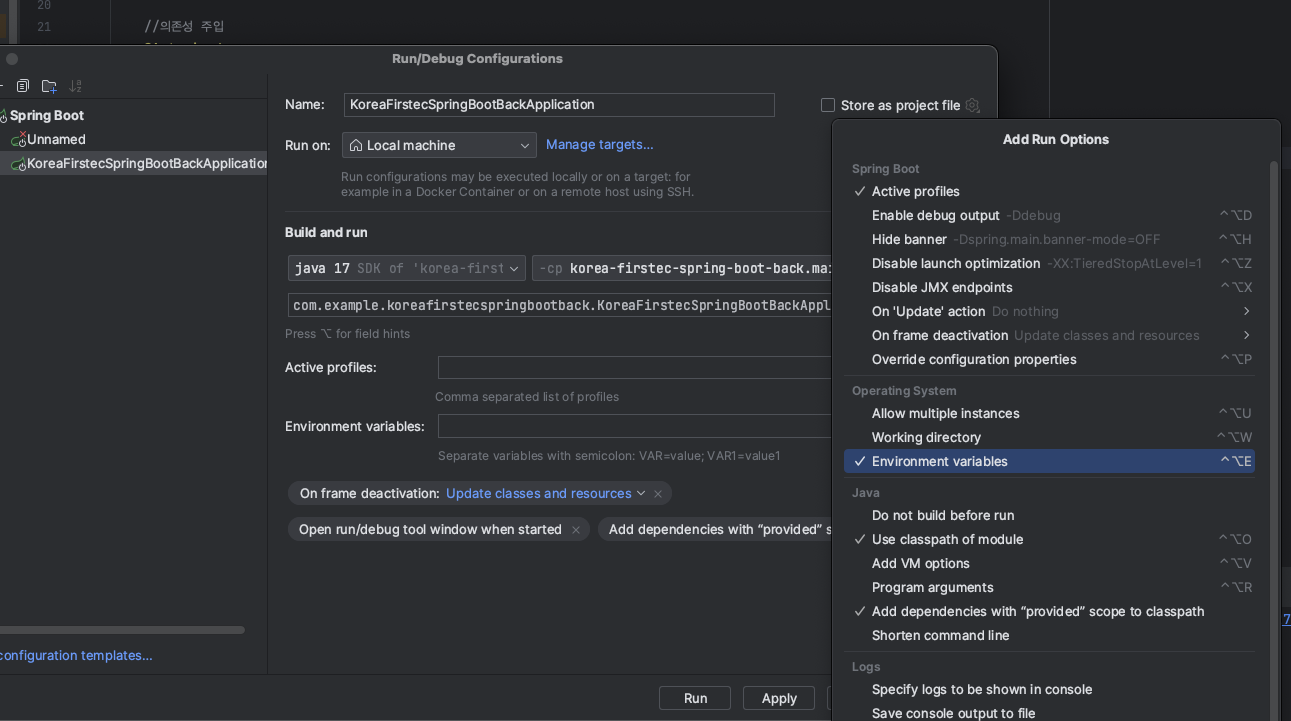 20
21
//의존성 주입
Run/Debug Configurations
Name:
KoreaFirstecSpringBootBackApplication
Store as project file
Run on:
Local machine
Manage targets...
Run configurations may be executed locally or on a target: for
example in a Docker Container or on a remote host using SSH.
Spring Boot
Unnamed
KoreaFirstecSpringBootBackApplication
Build and run
java 17 SDK of 'korea-first
-cp korea-firstec-spring-boot-back.mai
com.example.koreafirstecspringbootback.KoreaFirstecSpringBootBackAppl
Press ⌥ for field hints
Active profiles:
Comma separated list of profiles
Environment variables:
Separate variables with semicolon: VAR=value; VAR1=value1
On frame deactivation: Update classes and resources
Open run/debug tool window when started
Add dependencies with “provided” s
configuration templates...
Run
Apply
Add Run Options
Spring Boot
✓ Active profiles
Enable debug output -Ddebug ^⌥D
Hide banner -Dspring.main.banner-mode=OFF ^⌥H
Disable launch optimization -XX:TieredStopAtLevel=1 ^⌥Z
Disable JMX endpoints ^⌥X
On 'Update' action Do nothing
On frame deactivation Update classes and resources
Override configuration properties ^⌥P
Operating System
Allow multiple instances ^⌥U
Working directory ^⌥W
✓ Environment variables ^⌥E
Java
Do not build before run
✓ Use classpath of module ^⌥O
Add VM options ^⌥V
Program arguments ^⌥R
✓ Add dependencies with “provided” scope to classpath
Shorten command line
Logs
Specify logs to be shown in console
Save console output to file
7